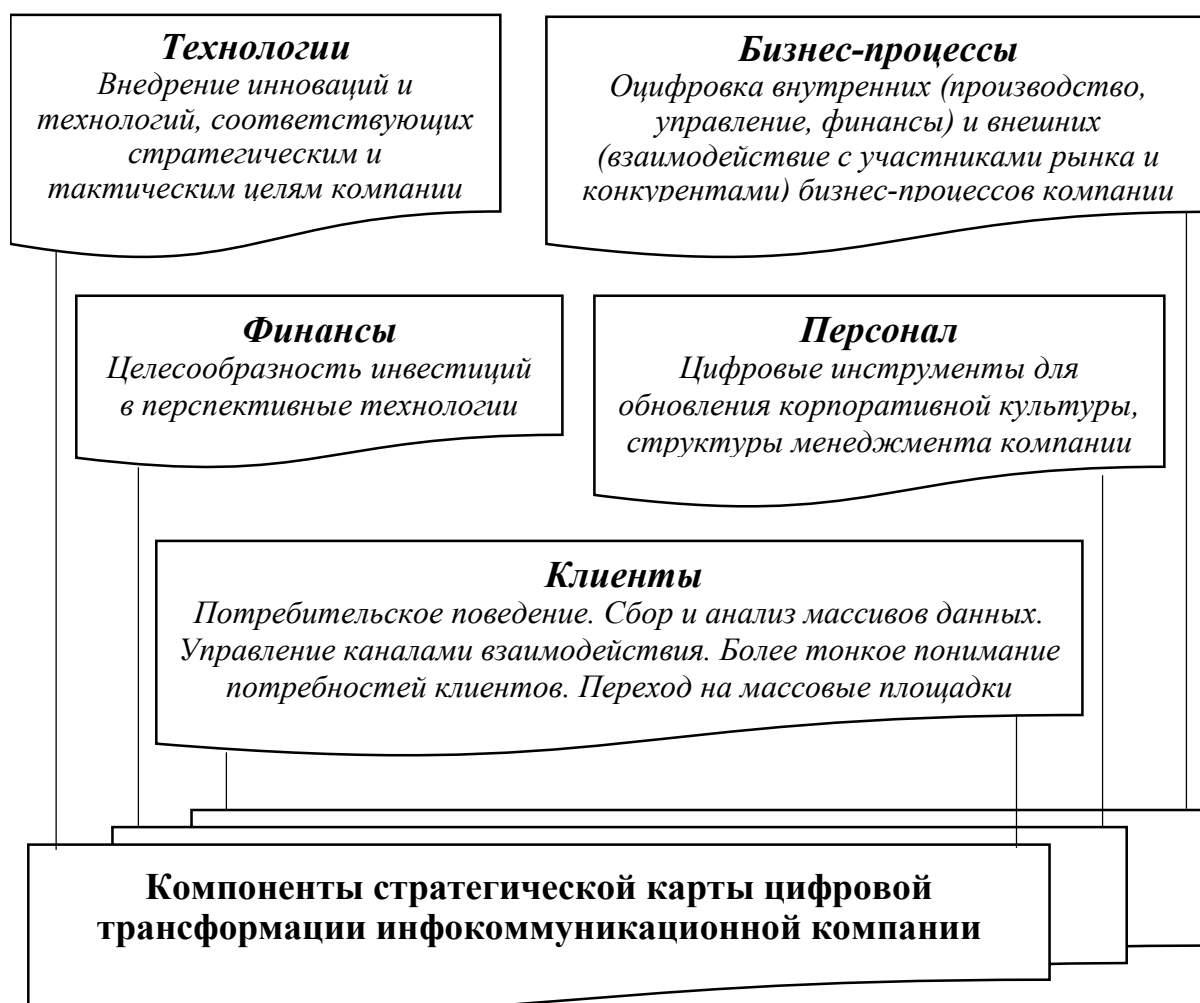 Технологии
Внедрение инноваций и
технологий, соответствующих
стратегическим и
тактическим целям компании
Бизнес-процессы
Оцифровка внутренних (производство,
управление, финансы) и внешних
(взаимодействие с участниками рынка и
конкурентами) бизнес-процессов компании
Финансы
Целесообразность инвестиций
в перспективные технологии
Персонал
Цифровые инструменты для
обновления корпоративной культуры,
структуры менеджмента компании
Клиенты
Потребительское поведение. Сбор и анализ массивов данных.
Управление каналами взаимодействия. Более тонкое понимание
потребностей клиентов. Переход на массовые площадки
Компоненты стратегической карты цифровой
трансформации инфокоммуникационной компании